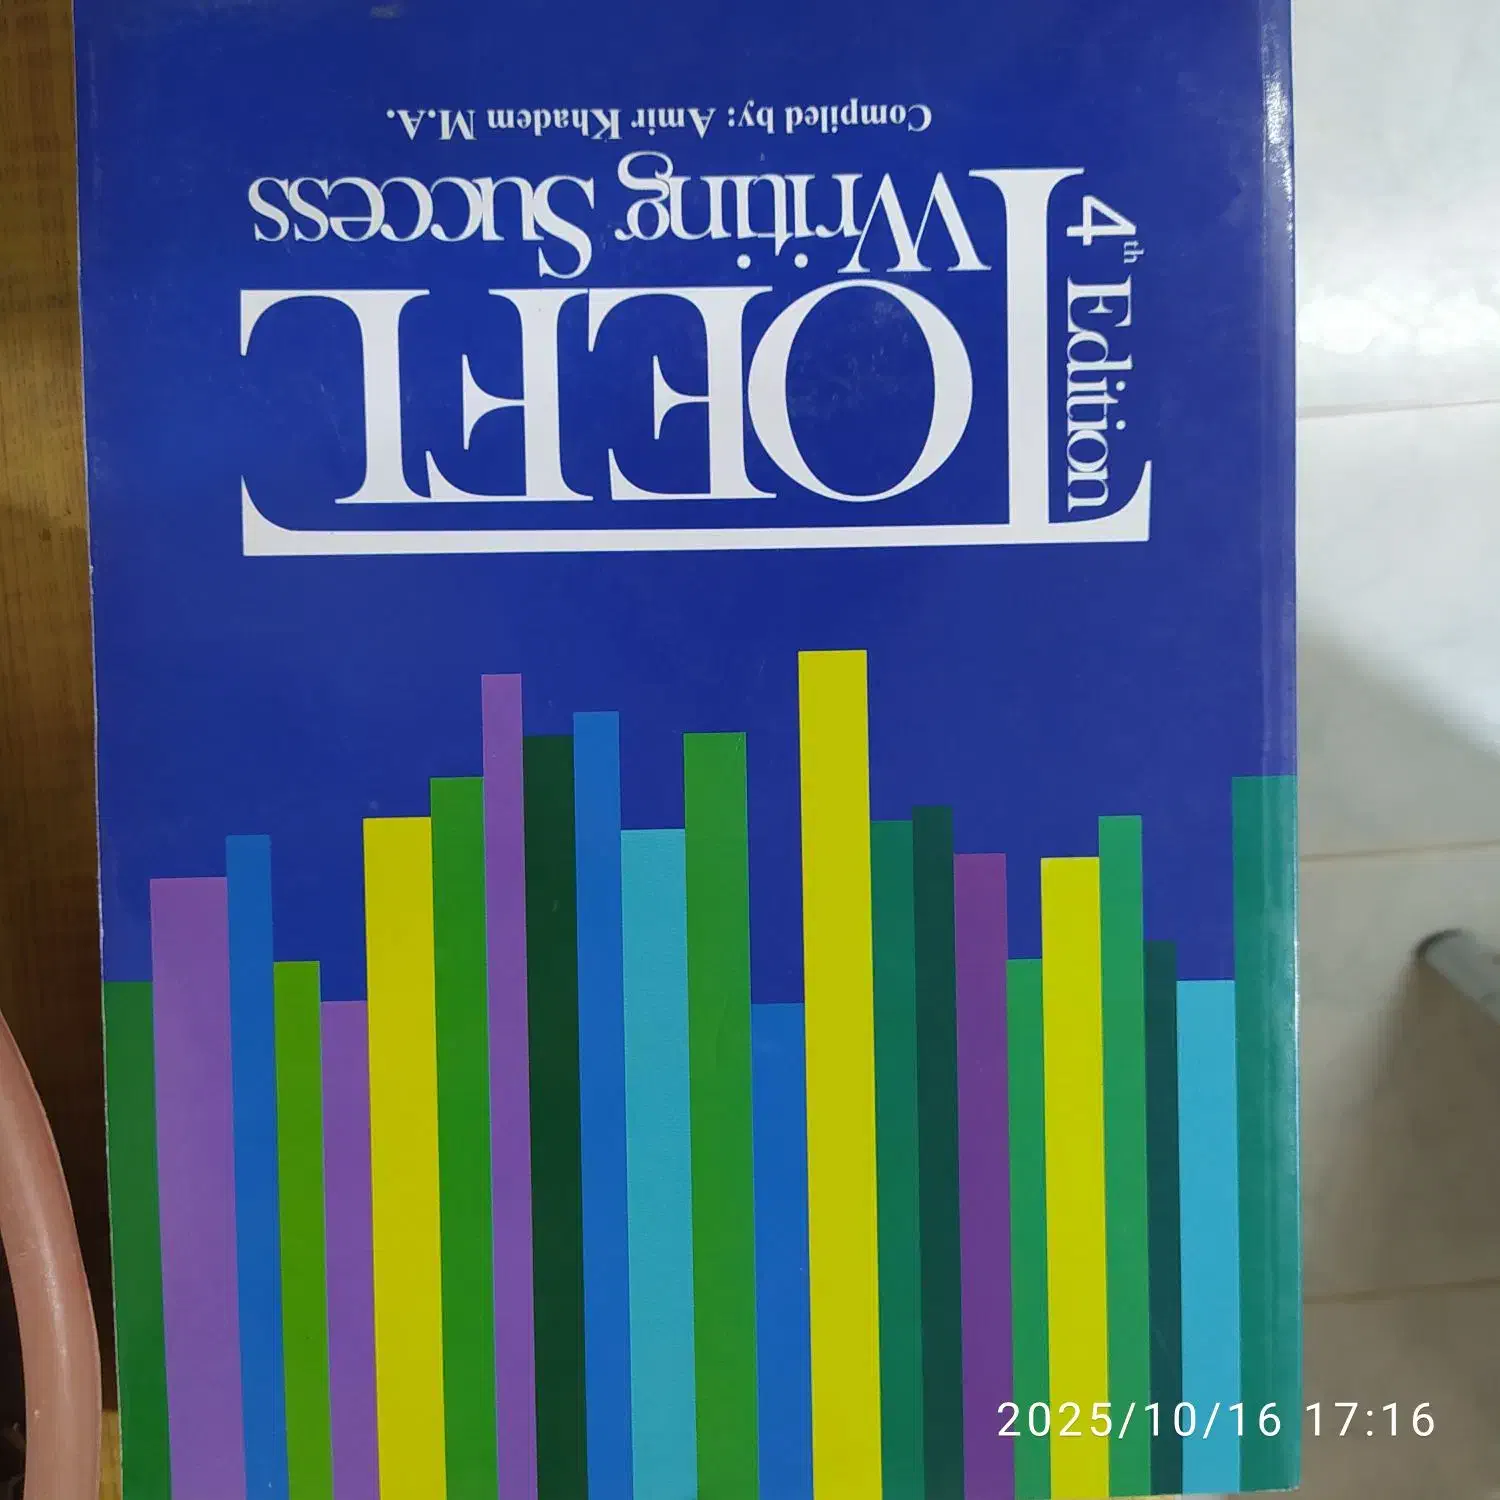 TOEFL
Writing Success
4th Edition
Compiled by: Amir Khadem M.A.
2025/10/16 17:16